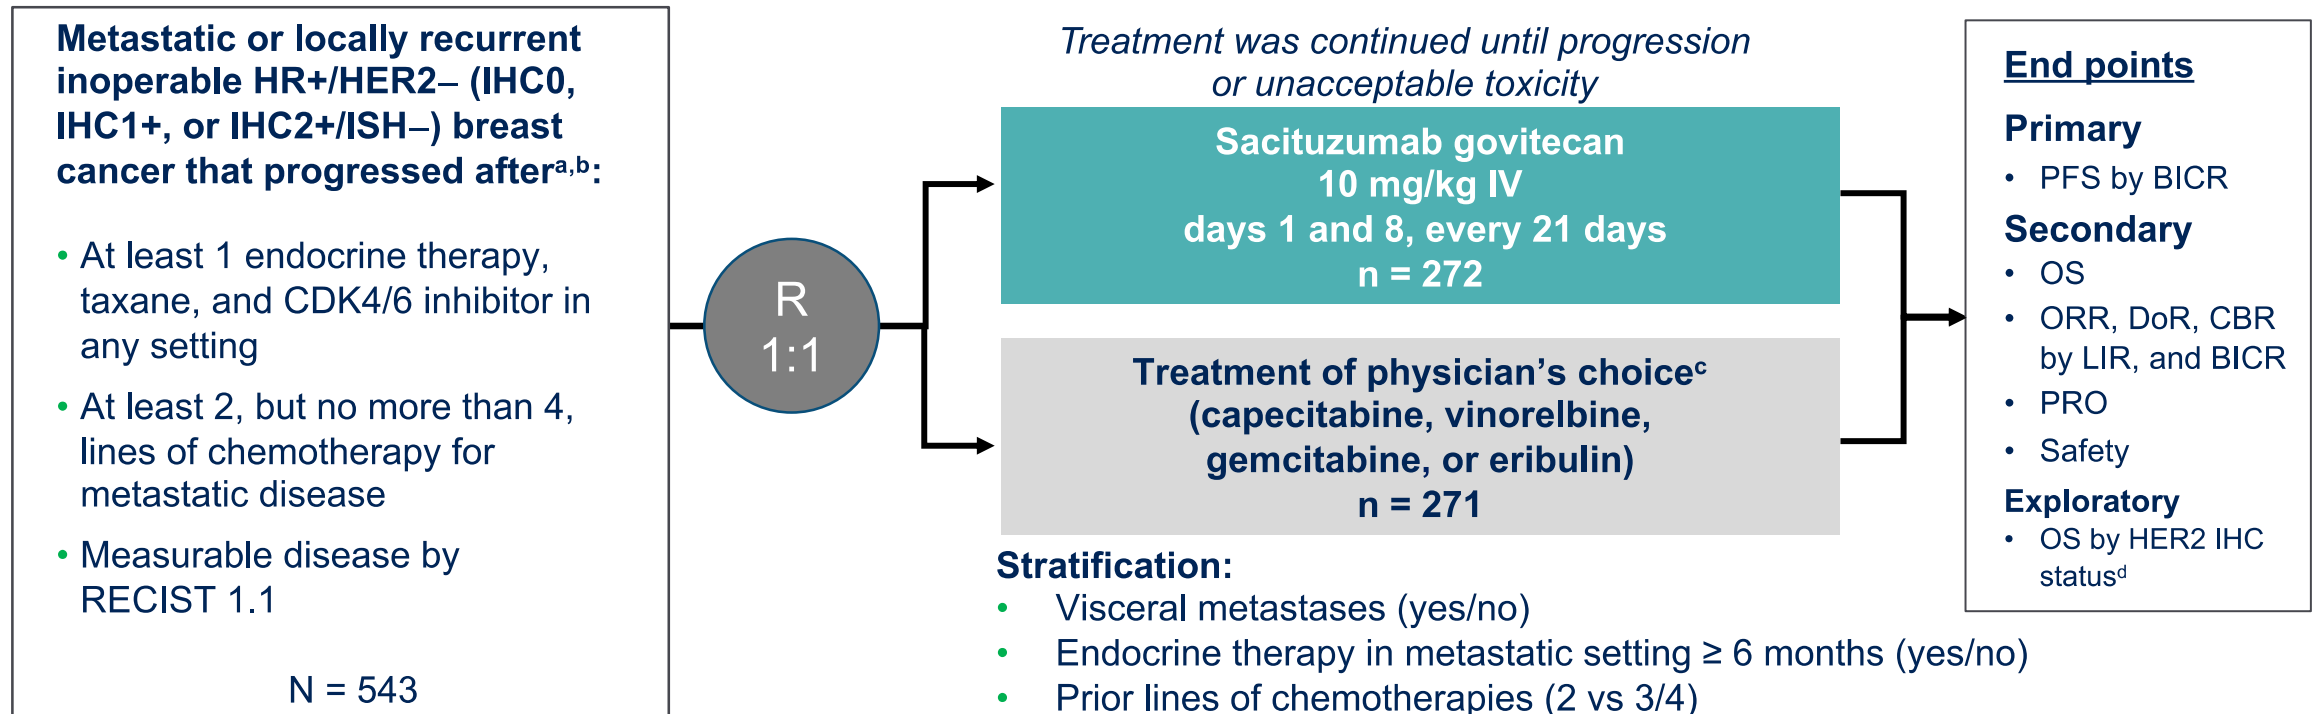 Metastatic or locally recurrent
inoperable HR+/HER2– (IHC0,
IHC1+, or IHC2+/ISH–) breast
cancer that progressed afterᵃ,ᵇ:
• At least 1 endocrine therapy,
taxane, and CDK4/6 inhibitor in
any setting
• At least 2, but no more than 4,
lines of chemotherapy for
metastatic disease
• Measurable disease by
RECIST 1.1
N = 543
R
1:1
Treatment was continued until progression
or unacceptable toxicity
Sacituzumab govitecan
10 mg/kg IV
days 1 and 8, every 21 days
n = 272
Treatment of physician’s choiceᶜ
(capecitabine, vinorelbine,
gemcitabine, or eribulin)
n = 271
Stratification:
• Visceral metastases (yes/no)
• Endocrine therapy in metastatic setting ≥ 6 months (yes/no)
• Prior lines of chemotherapies (2 vs 3/4)
End points
Primary
• PFS by BICR
Secondary
• OS
• ORR, DoR, CBR
by LIR, and BICR
• PRO
• Safety
Exploratory
• OS by HER2 IHC
statusᵈ